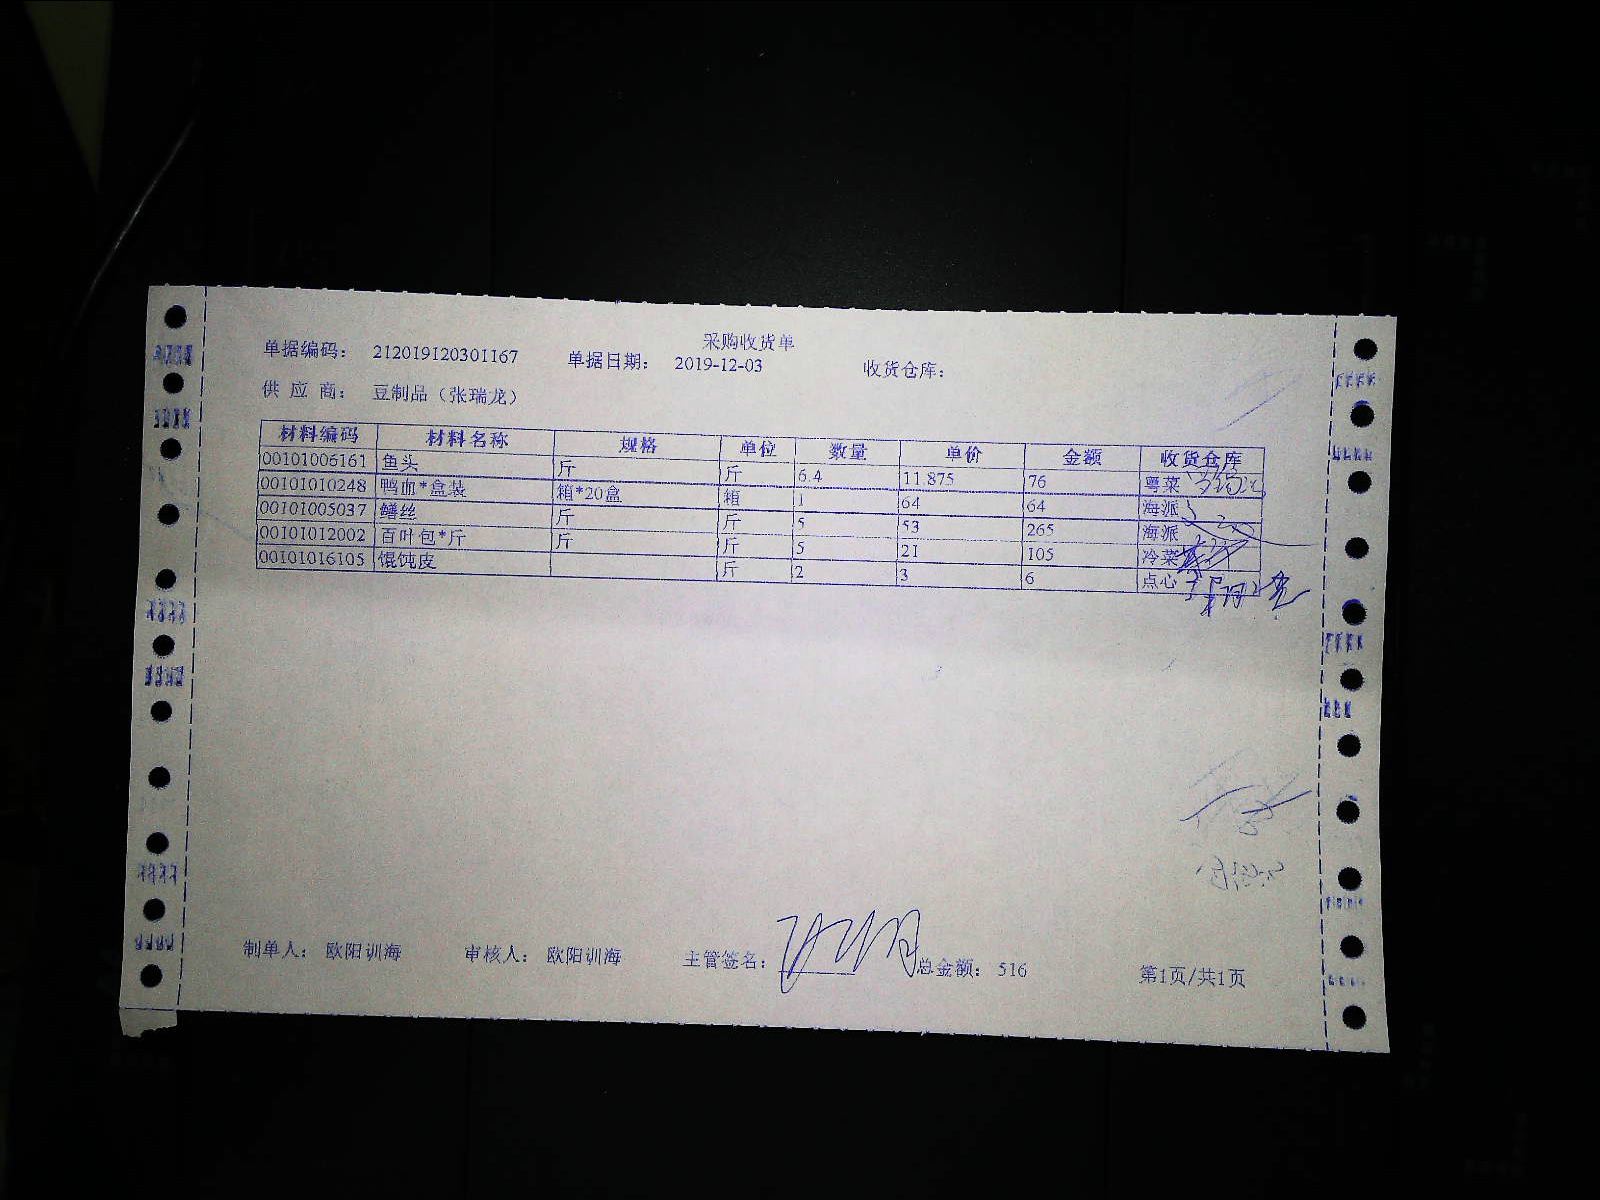 采购收货单
单据编码： 212019120301167 单据日期： 2019-12-03 收货仓库：
供 应 商： 豆制品（张瑞龙）
材料编码 材料名称 规格 单位 数量 单价 金额 收货仓库
00101006161 鱼头 斤 斤 6.4 11.875 76 粤菜
00101010248 鸭血*盒装 箱*20盒 箱 1 64 64 海派
00101005037 鳝丝 斤 斤 5 53 265 海派
00101012002 百叶包*斤 斤 斤 5 21 105 冷菜
00101016105 馄饨皮 斤 2 3 6 点心
制单人： 欧阳训海 审核人： 欧阳训海 主管签名： 总金额： 516 第1页/共1页